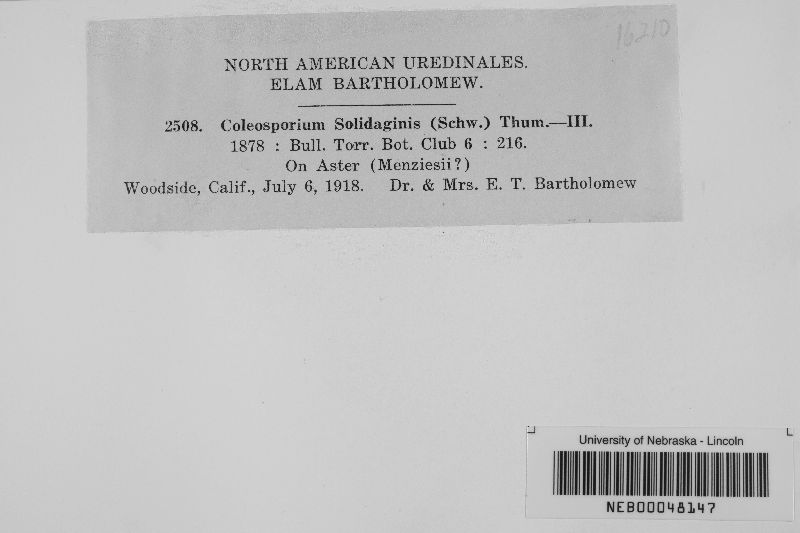 16210
NORTH AMERICAN UREDINALES.
ELAM BARTHOLOMEW.
2508. Coleosporium Solidaginis (Schw.) Thum.—III.
1878 : Bull. Torr. Bot. Club 6 : 216.
On Aster (Menziesii?)
Woodside, Calif., July 6, 1918. Dr. & Mrs. E. T. Bartholomew
University of Nebraska - Lincoln
NEB00048147